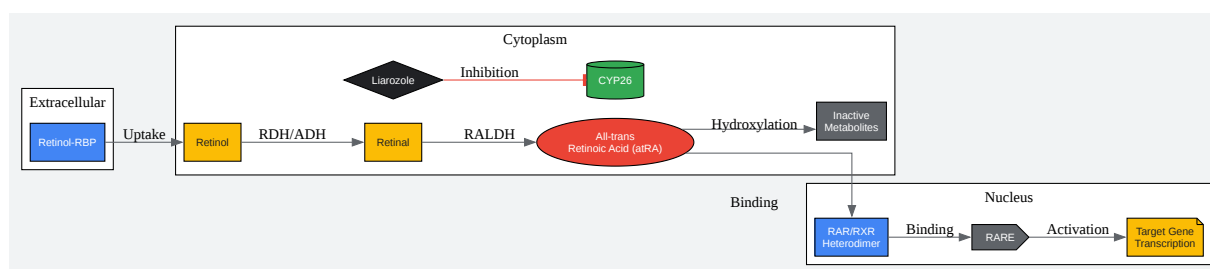 Cytoplasm
Liarozole
Inhibition
CYP26
Extracellular
Retinol-RBP
Uptake
Retinol
RDH/ADH
Retinal
RALDH
All-trans
Retinoic Acid (atRA)
Hydroxylation
Inactive
Metabolites
Binding
Nucleus
RAR/RXR
Heterodimer
Binding
RARE
Activation
Target Gene
Transcription